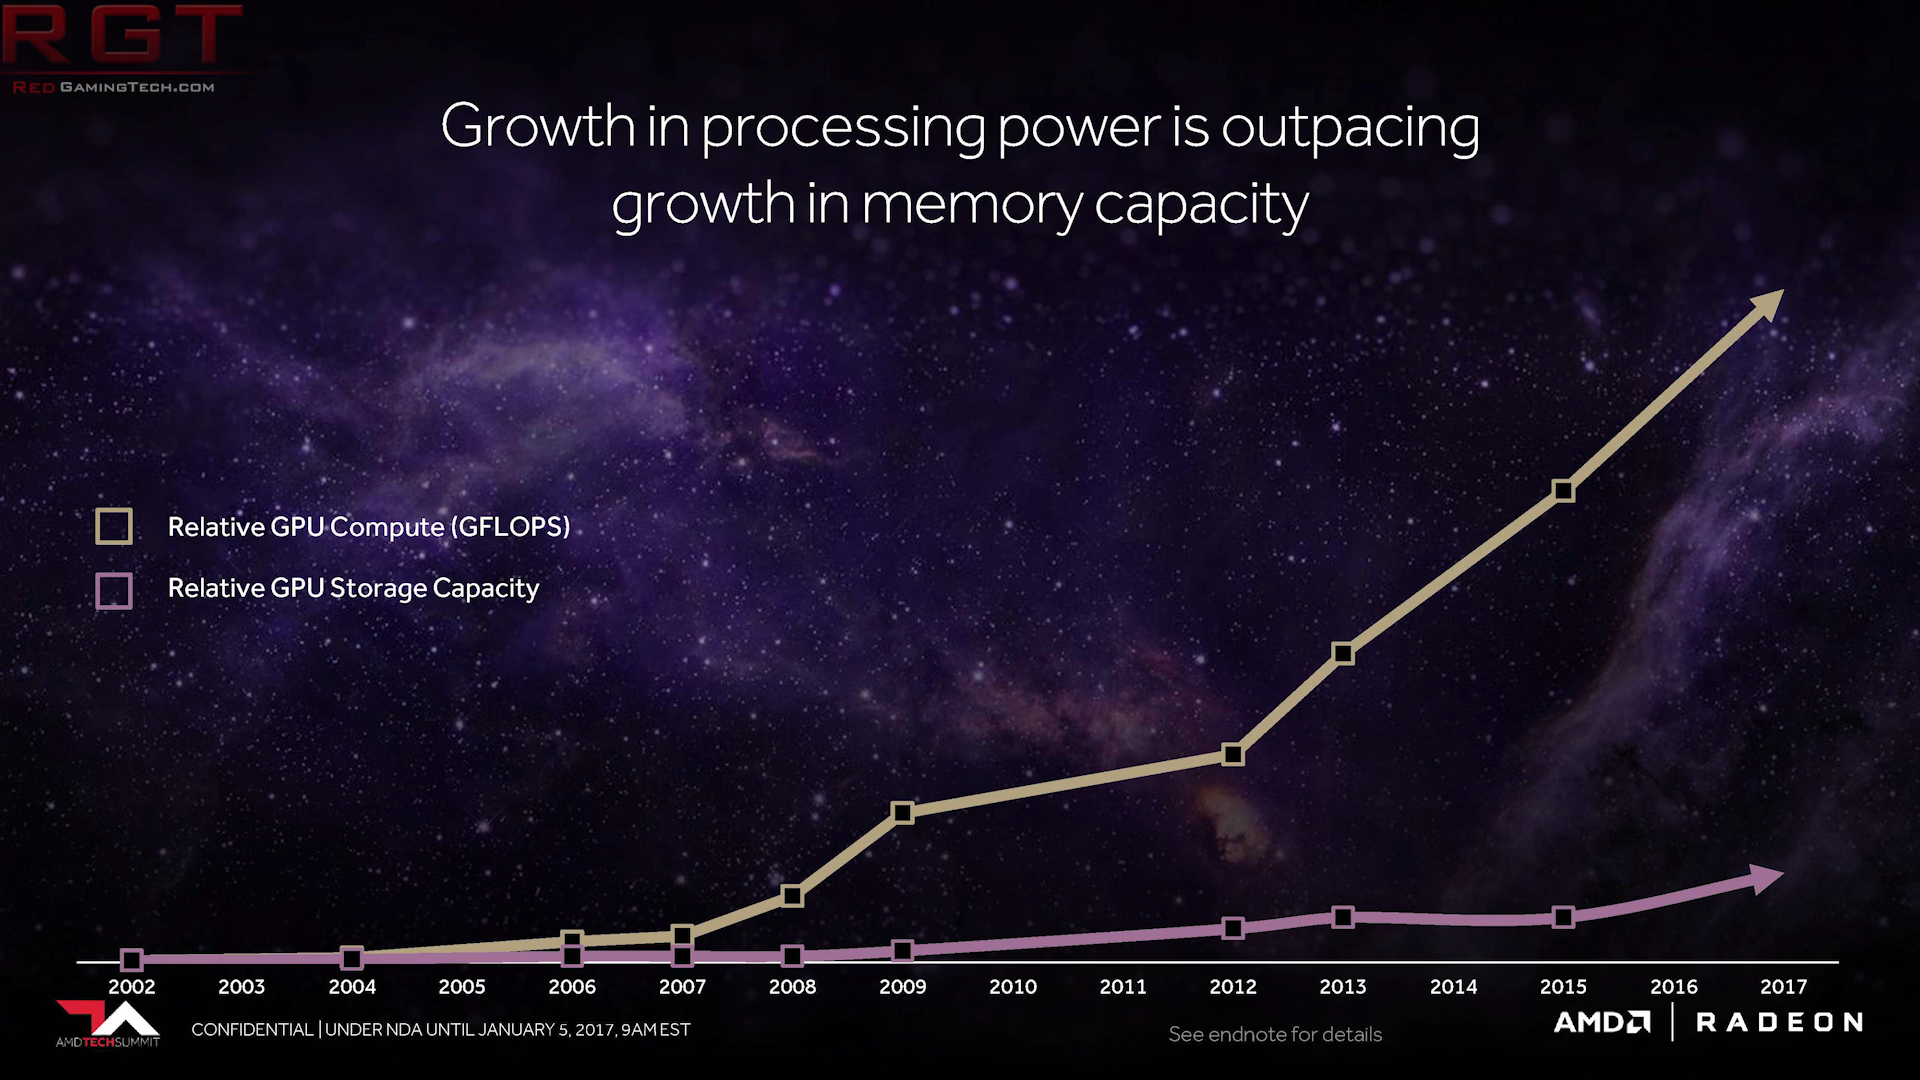 RGT
RED GAMINGTECH.COM
Growth in processing power is outpacing
growth in memory capacity
Relative GPU Compute (GFLOPS)
Relative GPU Storage Capacity
2002 2003 2004 2005 2006 2007 2008 2009 2010 2011 2012 2013 2014 2015 2016 2017
AMDTECHSUMMIT
CONFIDENTIAL | UNDER NDA UNTIL JANUARY 5, 2017, 9AM EST
See endnote for details
AMD RADEON